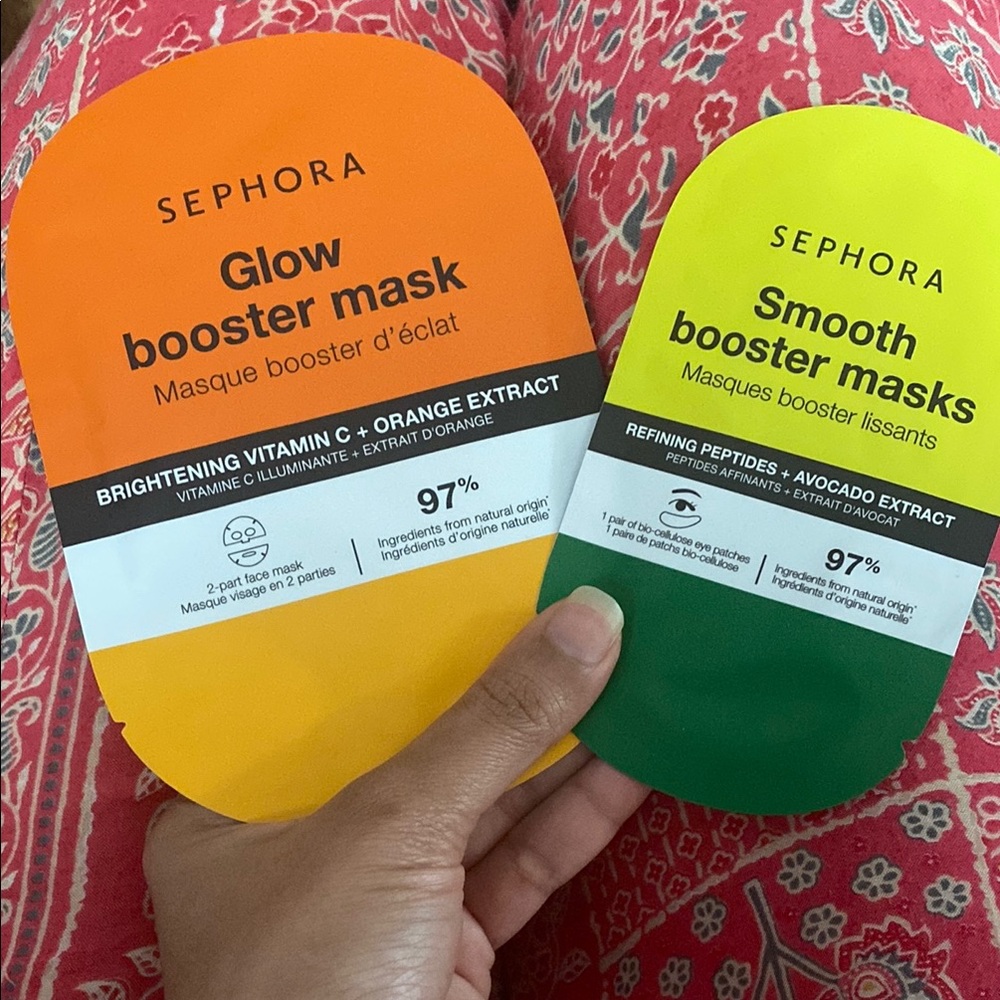 SEPHORA
Glow
booster mask
Masque booster d'éclat
BRIGHTENING VITAMIN C + ORANGE EXTRACT
VITAMINE C ILLUMINANTE + EXTRAIT D'ORANGE
2-part face mask
Masque visage en 2 parties
97%
Ingredients from natural origin*
Ingrédients d'origine naturelle*
SEPHORA
Smooth
booster masks
Masques booster lissants
REFINING PEPTIDES + AVOCADO EXTRACT
PEPTIDES AFFINANTS + EXTRAIT D'AVOCAT
1 pair of bio-cellulose eye patches
1 paire de patchs bio-cellulose
97%
Ingredients from natural origin*
Ingrédients d'origine naturelle*